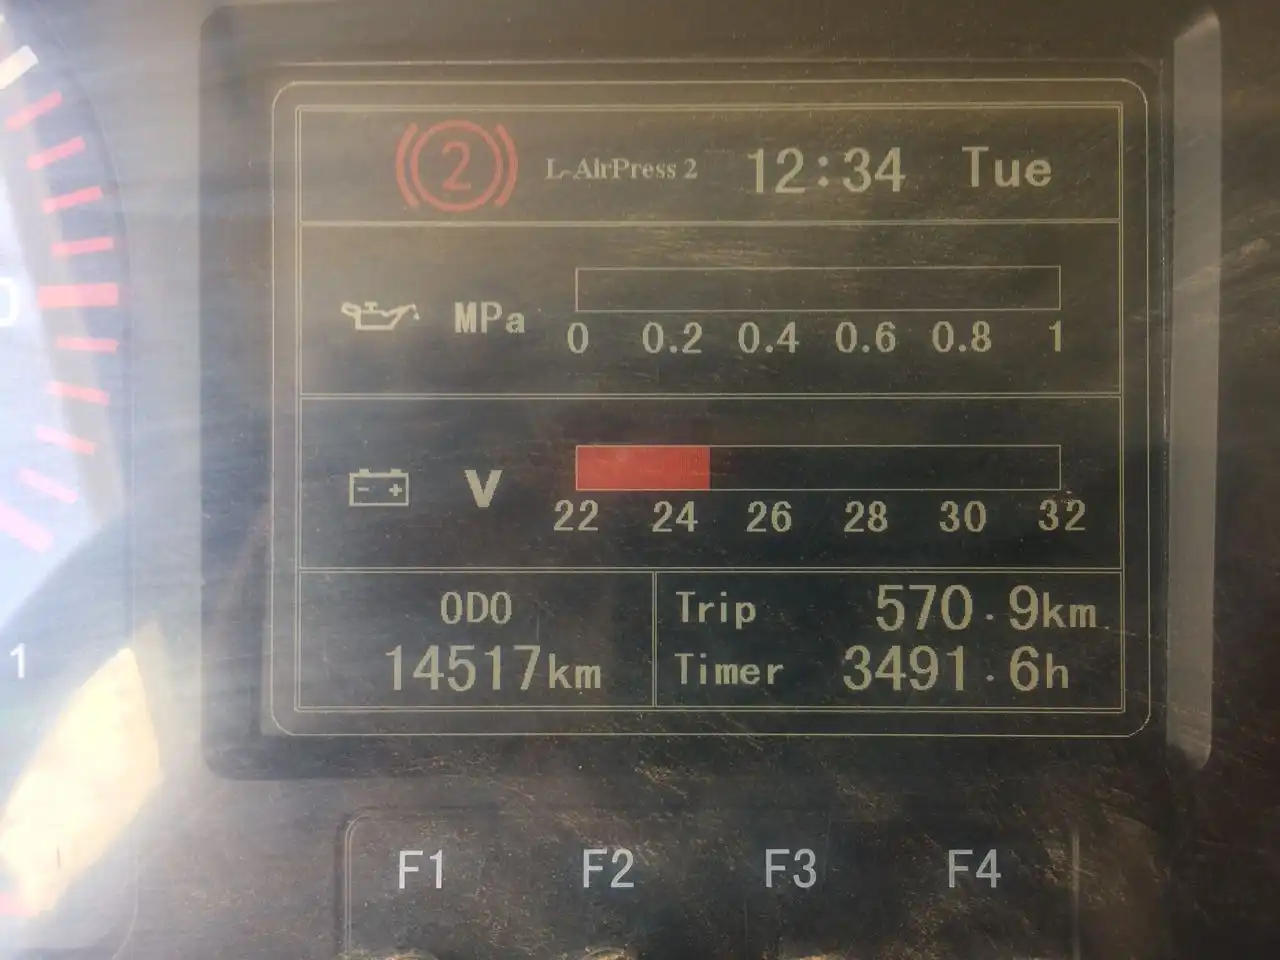 2 L-AirPress 2 12:34 Tue
MPa
0 0.2 0.4 0.6 0.8 1
V
22 24 26 28 30 32
ODO
14517km
Trip 570.9km
Timer 3491.6h
1
F1 F2 F3 F4